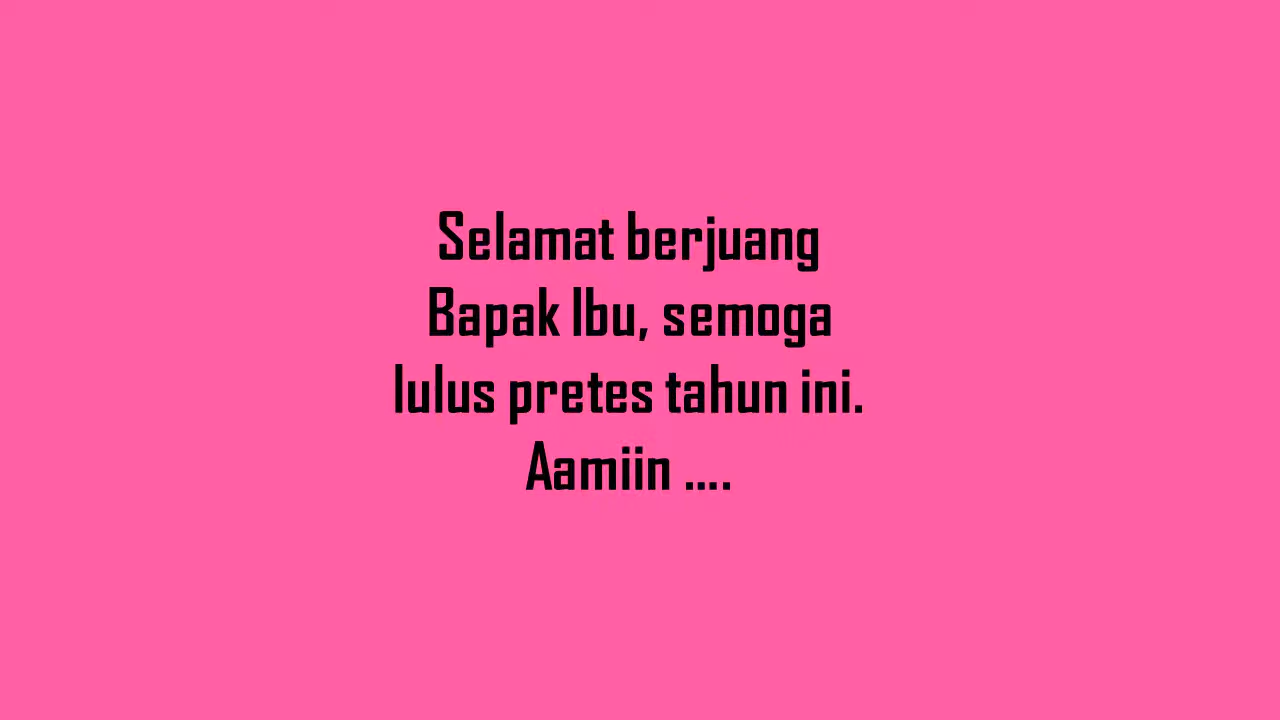 Selamat berjuang
Bapak Ibu, semoga
lulus pretes tahun ini.
Aamiin ....